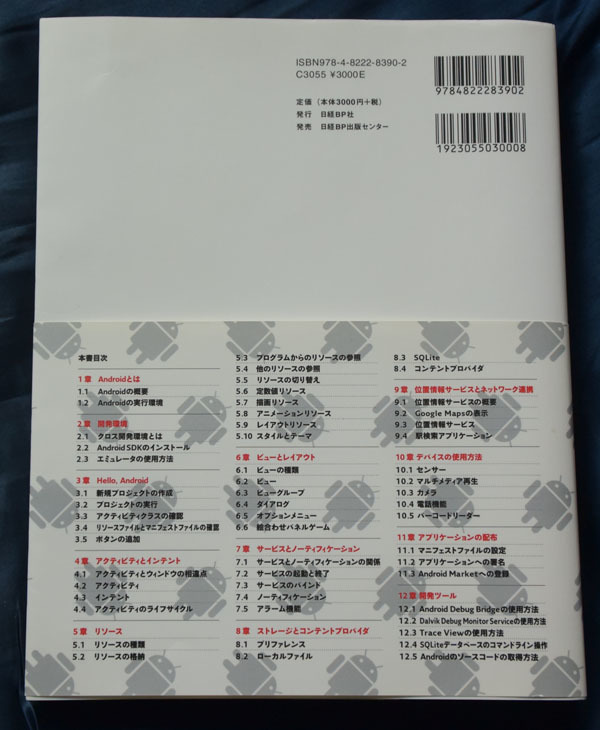 ISBN978-4-8222-8390-2
C3055 ¥3000E
定価 (本体3000円+税)
発行 日経BP社
発売 日経BP出版センター
9784822283902
1923055030008
本書目次
1章 Androidとは
1.1 Androidの概要
1.2 Androidの実行環境
2章 開発環境
2.1 クロス開発環境とは
2.2 Android SDKのインストール
2.3 エミュレータの使用方法
3章 Hello, Android
3.1 新規プロジェクトの作成
3.2 プロジェクトの実行
3.3 アクティビティクラスの確認
3.4 リソースファイルとマニフェストファイルの確認
3.5 ボタンの追加
4章 アクティビティとインテント
4.1 アクティビティとウィンドウの相違点
4.2 アクティビティ
4.3 インテント
4.4 アクティビティのライフサイクル
5章 リソース
5.1 リソースの種類
5.2 リソースの格納
5.3 プログラムからのリソースの参照
5.4 他のリソースの参照
5.5 リソースの切り替え
5.6 定数値リソース
5.7 描画リソース
5.8 アニメーションリソース
5.9 レイアウトリソース
5.10 スタイルとテーマ
6章 ビューとレイアウト
6.1 ビューの種類
6.2 ビュー
6.3 ビューグループ
6.4 ダイアログ
6.5 オプションメニュー
6.6 絵合わせパネルゲーム
7章 サービスとノーティフィケーション
7.1 サービスとノーティフィケーションの関係
7.2 サービスの起動と終了
7.3 サービスのバインド
7.4 ノーティフィケーション
7.5 アラーム機能
8章 ストレージとコンテントプロバイダ
8.1 プリファレンス
8.2 ローカルファイル
8.3 SQLite
8.4 コンテントプロバイダ
9章 位置情報サービスとネットワーク連携
9.1 位置情報サービスの概要
9.2 Google Mapsの表示
9.3 位置情報サービス
9.4 駅検索アプリケーション
10章 デバイスの使用方法
10.1 センサー
10.2 マルチメディア再生
10.3 カメラ
10.4 電話機能
10.5 バーコードリーダー
11章 アプリケーションの配布
11.1 マニフェストファイルの設定
11.2 アプリケーションへの署名
11.3 Android Marketへの登録
12章 開発ツール
12.1 Android Debug Bridgeの使用方法
12.2 Dalvik Debug Monitor Serviceの使用方法
12.3 Trace Viewの使用方法
12.4 SQLiteデータベースのコマンドライン操作
12.5 Androidのソースコードの取得方法